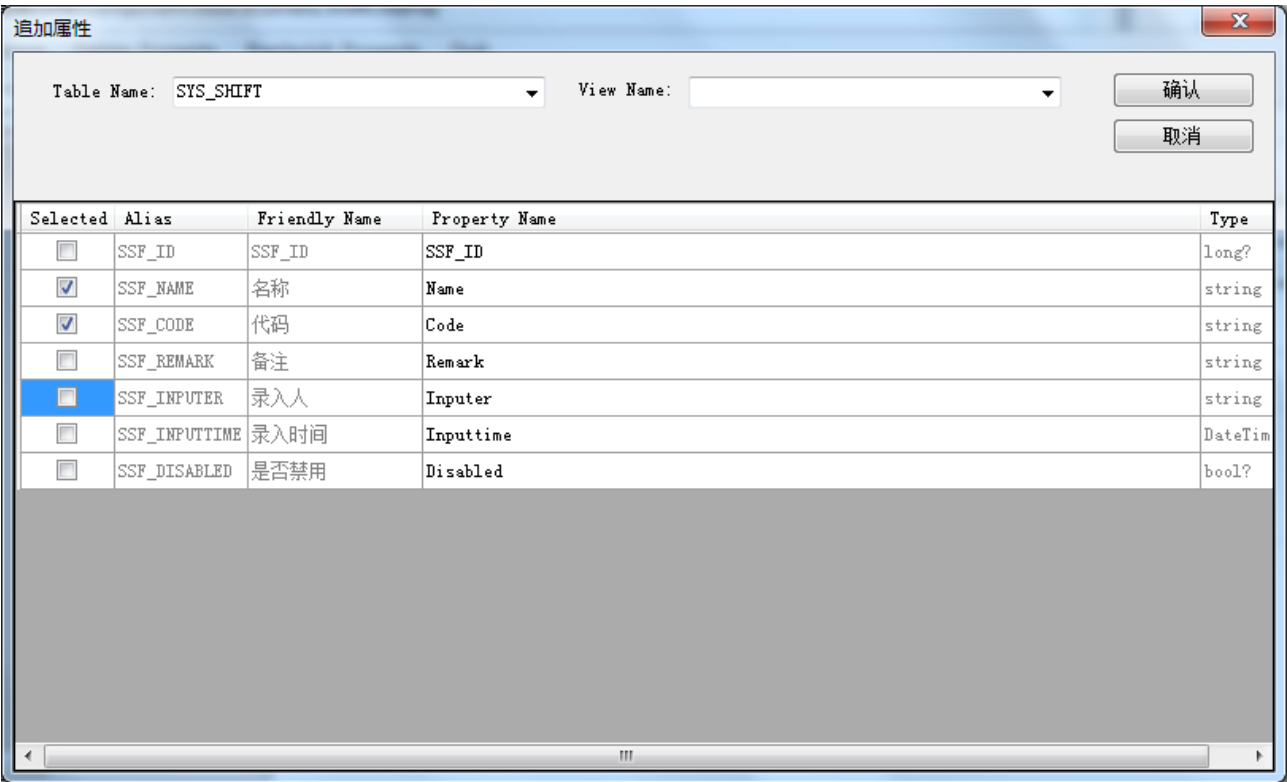 追加属性
Table Name: SYS_SHIFT View Name: 确认
取消
Selected Alias Friendly Name Property Name Type
SSF_ID SSF_ID SSF_ID long?
SSF_NAME 名称 Name string
SSF_CODE 代码 Code string
SSF_REMARK 备注 Remark string
SSF_INPUTER 录入人 Inputer string
SSF_INPUTTIME 录入时间 Inputtime DateTim
SSF_DISABLED 是否禁用 Disabled bool?